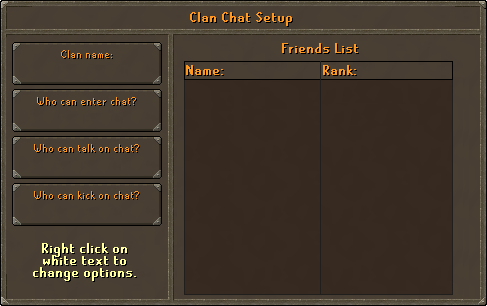 Clan Chat Setup
Clan name:
Who can enter chat?
Who can talk on chat?
Who can kick on chat?
Right click on
white text to
change options.
Friends List
Name: Rank: